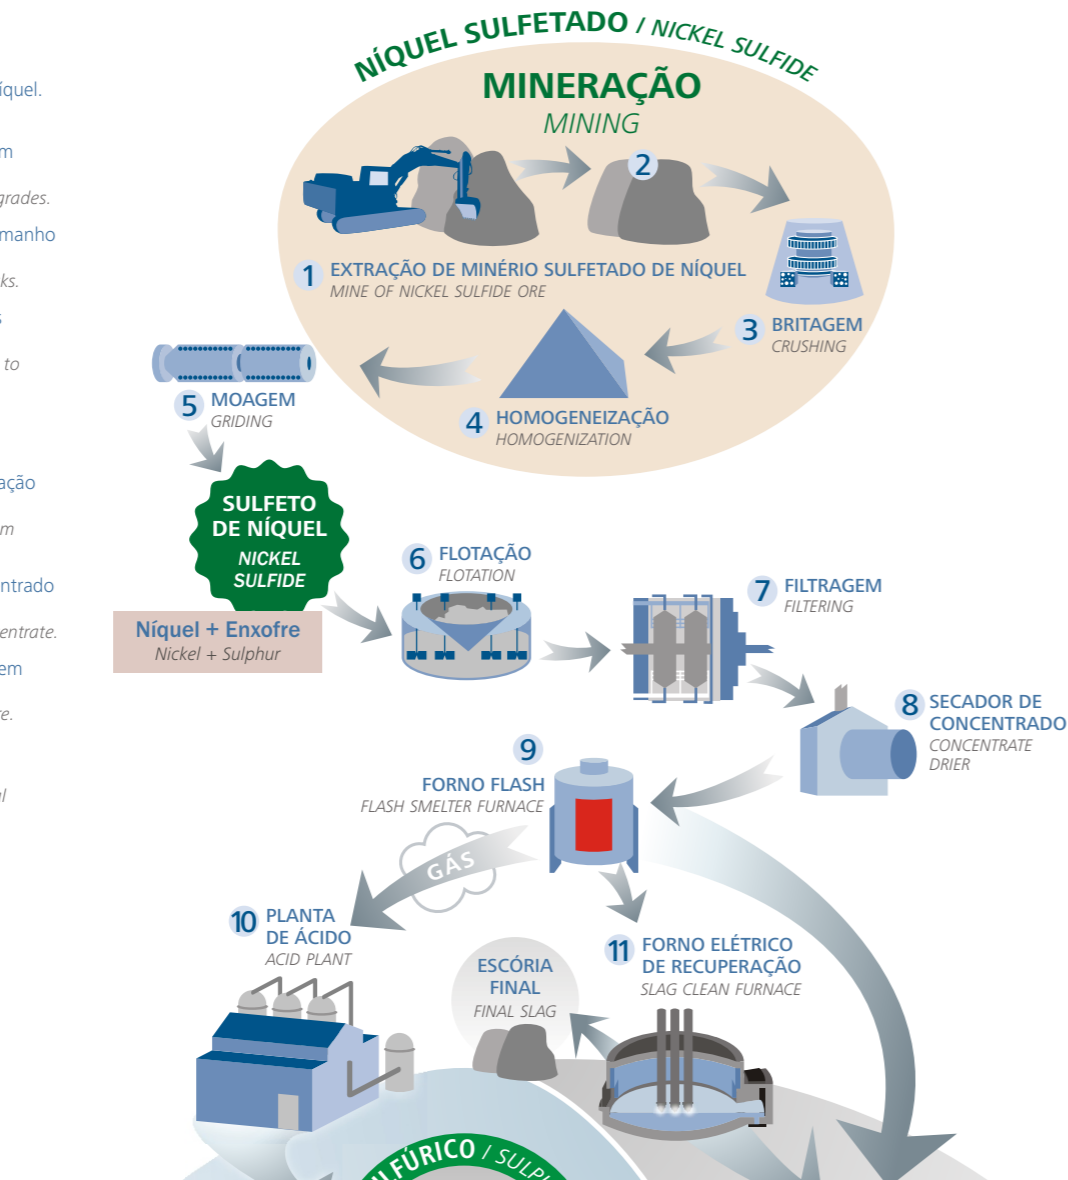 íquel.
m
grades.
manho
ks.
s
to
ação
m
ntrado
entrate.
em
e.
al
NÍQUEL SULFETADO / NICKEL SULFIDE
MINERAÇÃO
MINING
2
1 EXTRAÇÃO DE MINÉRIO SULFETADO DE NÍQUEL
MINE OF NICKEL SULFIDE ORE
3 BRITAGEM
CRUSHING
4 HOMOGENEIZAÇÃO
HOMOGENIZATION
5 MOAGEM
GRIDING
SULFETO
DE NÍQUEL
NICKEL
SULFIDE
Níquel + Enxofre
Nickel + Sulphur
6 FLOTAÇÃO
FLOTATION
7 FILTRAGEM
FILTERING
8 SECADOR DE
CONCENTRADO
CONCENTRATE
DRIER
9
FORNO FLASH
FLASH SMELTER FURNACE
GÁS
10 PLANTA
DE ÁCIDO
ACID PLANT
11 FORNO ELÉTRICO
DE RECUPERAÇÃO
SLAG CLEAN FURNACE
ESCÓRIA
FINAL
FINAL SLAG
LFÚRICO / SULPH